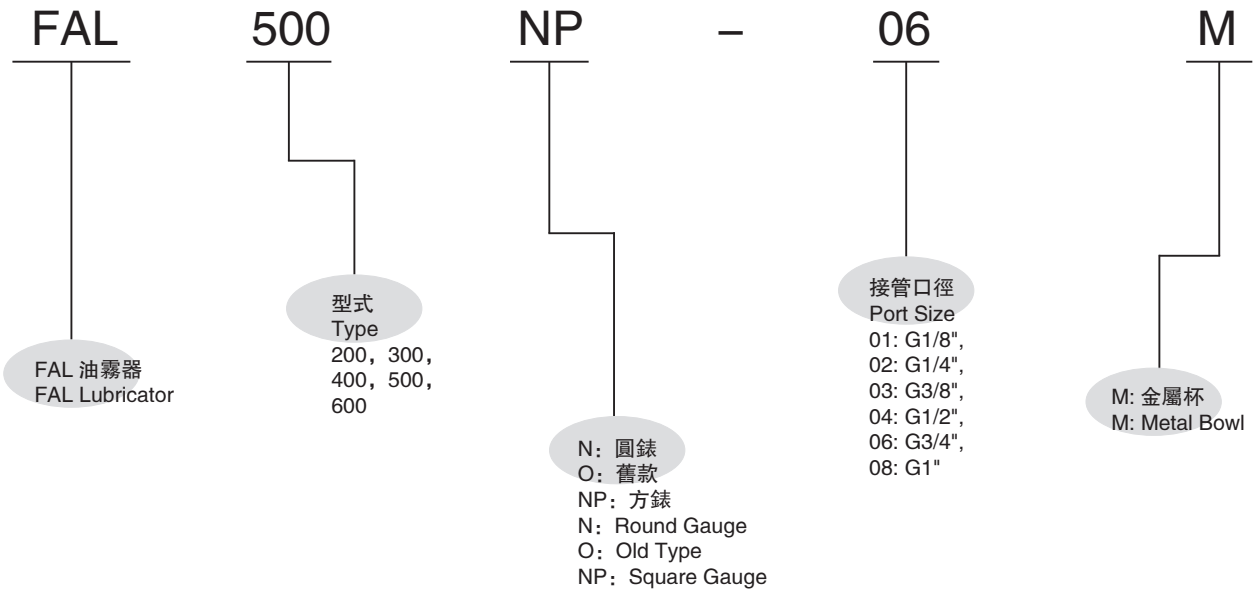 FAL 500 NP – 06 M
FAL 油霧器
FAL Lubricator
型式
Type
200，300，
400，500，
600
N：圓錶
O：舊款
NP：方錶
N：Round Gauge
O：Old Type
NP：Square Gauge
接管口徑
Port Size
01: G1/8",
02: G1/4",
03: G3/8",
04: G1/2",
06: G3/4",
08: G1"
M: 金屬杯
M: Metal Bowl